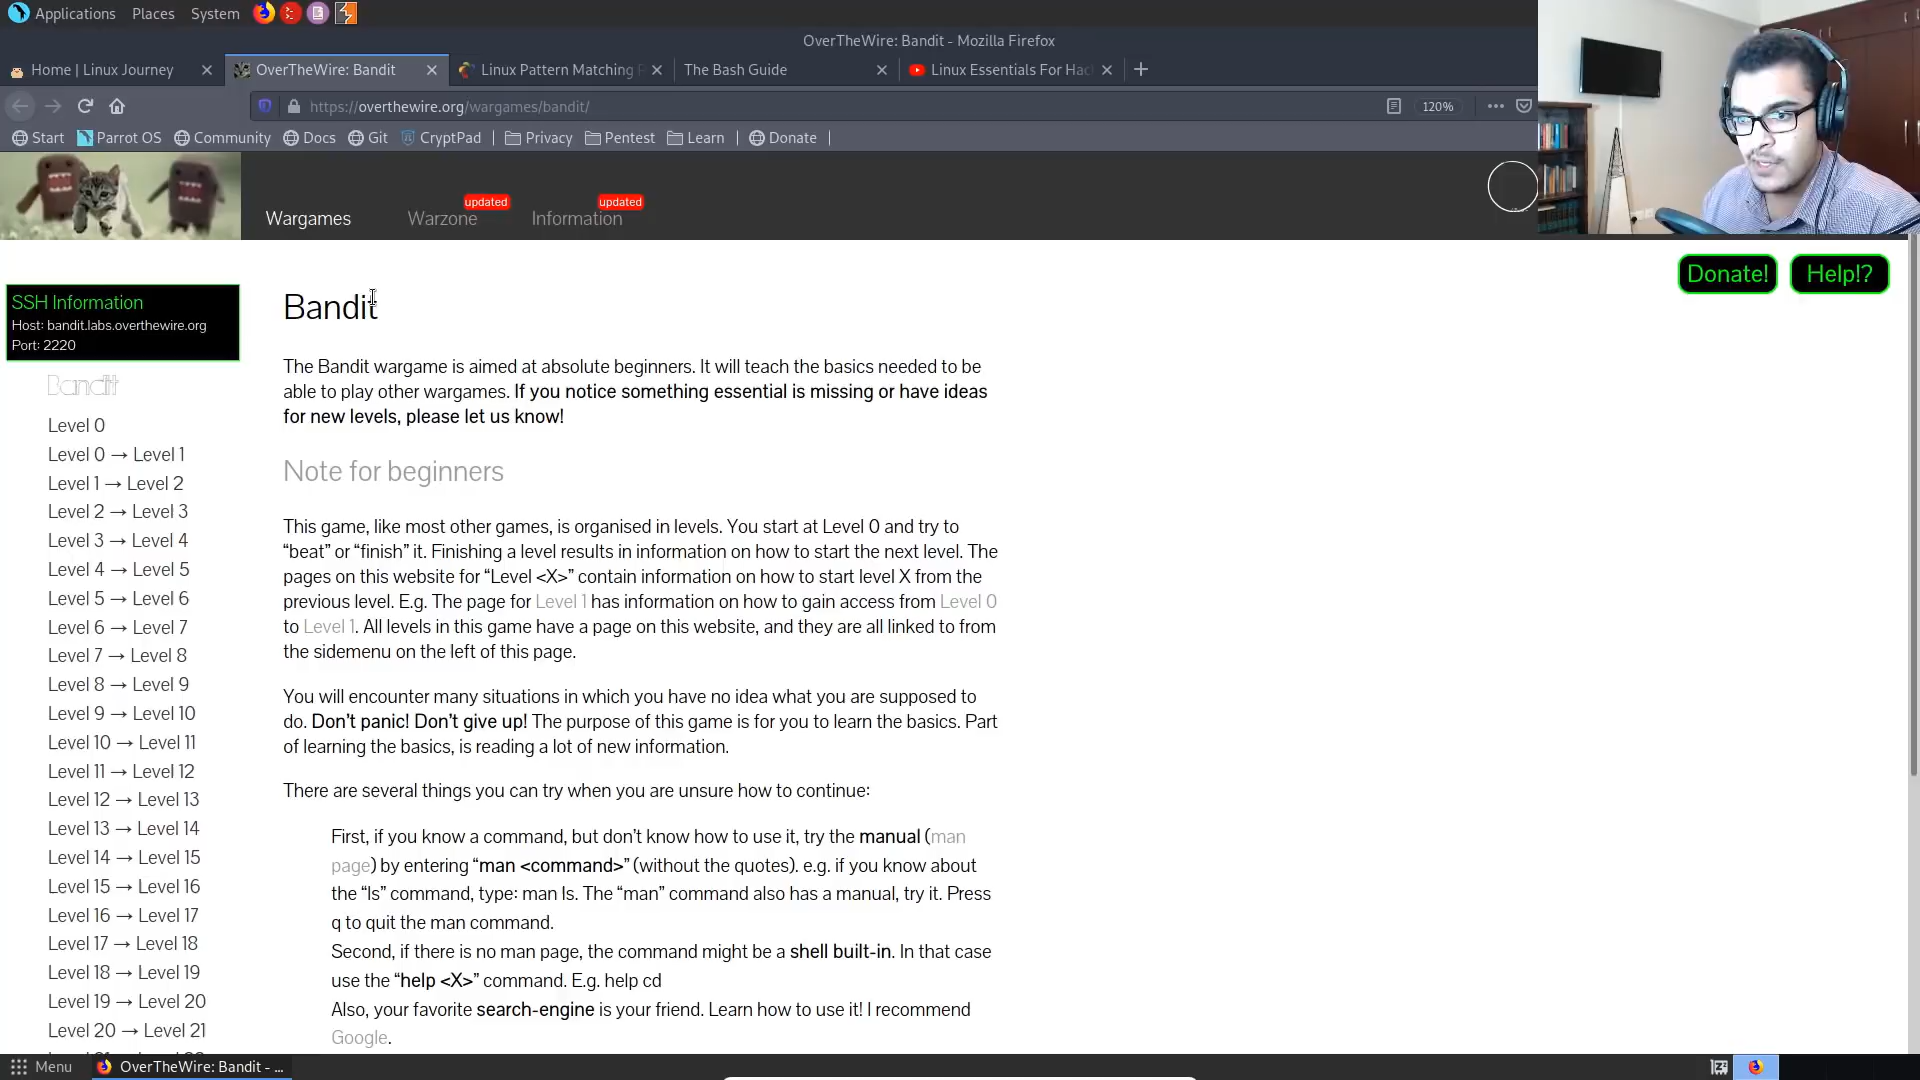 Applications Places System
OverTheWire: Bandit - Mozilla Firefox
Home | Linux Journey
OverTheWire: Bandit
Linux Pattern Matching
The Bash Guide
Linux Essentials For Hac
https://overthewire.org/wargames/bandit/
120%
Start Parrot OS Community Docs Git CryptPad Privacy Pentest Learn Donate
Wargames Warzone updated Information updated
Donate! Help!?
SSH Information
Host: bandit.labs.overthewire.org
Port: 2220
Bandit
Level 0
Level 0 → Level 1
Level 1 → Level 2
Level 2 → Level 3
Level 3 → Level 4
Level 4 → Level 5
Level 5 → Level 6
Level 6 → Level 7
Level 7 → Level 8
Level 8 → Level 9
Level 9 → Level 10
Level 10 → Level 11
Level 11 → Level 12
Level 12 → Level 13
Level 13 → Level 14
Level 14 → Level 15
Level 15 → Level 16
Level 16 → Level 17
Level 17 → Level 18
Level 18 → Level 19
Level 19 → Level 20
Level 20 → Level 21
Bandit
The Bandit wargame is aimed at absolute beginners. It will teach the basics needed to be
able to play other wargames. If you notice something essential is missing or have ideas
for new levels, please let us know!
Note for beginners
This game, like most other games, is organised in levels. You start at Level 0 and try to
“beat” or “finish” it. Finishing a level results in information on how to start the next level. The
pages on this website for “Level <X>” contain information on how to start level X from the
previous level. E.g. The page for Level 1 has information on how to gain access from Level 0
to Level 1. All levels in this game have a page on this website, and they are all linked to from
the sidemenu on the left of this page.
You will encounter many situations in which you have no idea what you are supposed to
do. Don’t panic! Don’t give up! The purpose of this game is for you to learn the basics. Part
of learning the basics, is reading a lot of new information.
There are several things you can try when you are unsure how to continue:
First, if you know a command, but don’t know how to use it, try the manual (man
page) by entering “man <command>” (without the quotes). e.g. if you know about
the “ls” command, type: man ls. The “man” command also has a manual, try it. Press
q to quit the man command.
Second, if there is no man page, the command might be a shell built-in. In that case
use the “help <X>” command. E.g. help cd
Also, your favorite search-engine is your friend. Learn how to use it! I recommend
Google.
Menu OverTheWire: Bandit - ...